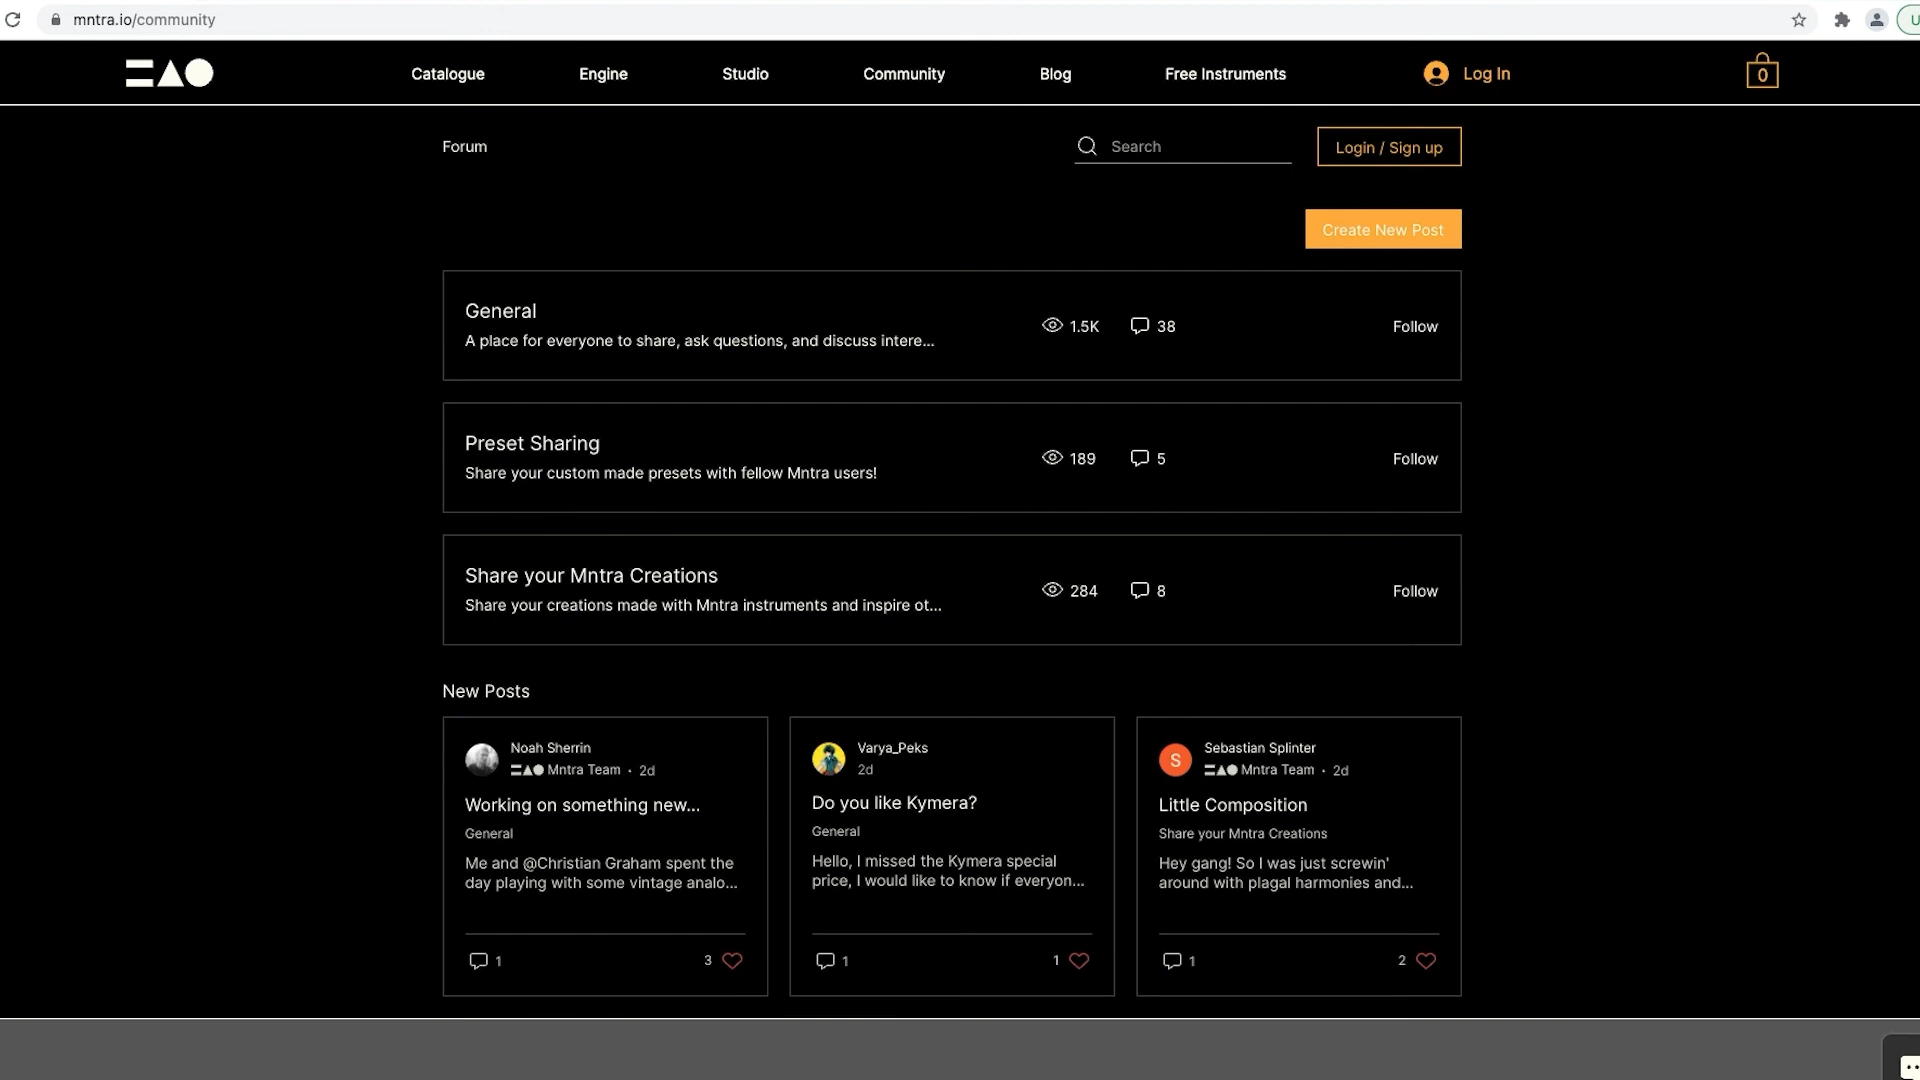 mntra.io/community
U
Catalogue
Engine
Studio
Community
Blog
Free Instruments
Log In
0
Forum
Search
Login / Sign up
Create New Post
General
A place for everyone to share, ask questions, and discuss intere...
1.5K
38
Follow
Preset Sharing
Share your custom made presets with fellow Mntra users!
189
5
Follow
Share your Mntra Creations
Share your creations made with Mntra instruments and inspire ot...
284
8
Follow
New Posts
Noah Sherrin
Mntra Team · 2d
Working on something new...
General
Me and @Christian Graham spent the
day playing with some vintage analo...
1
3
Varya_Peks
2d
Do you like Kymera?
General
Hello, I missed the Kymera special
price, I would like to know if everyon...
1
1
S
Sebastian Splinter
Mntra Team · 2d
Little Composition
Share your Mntra Creations
Hey gang! So I was just screwin'
around with plagal harmonies and...
1
2